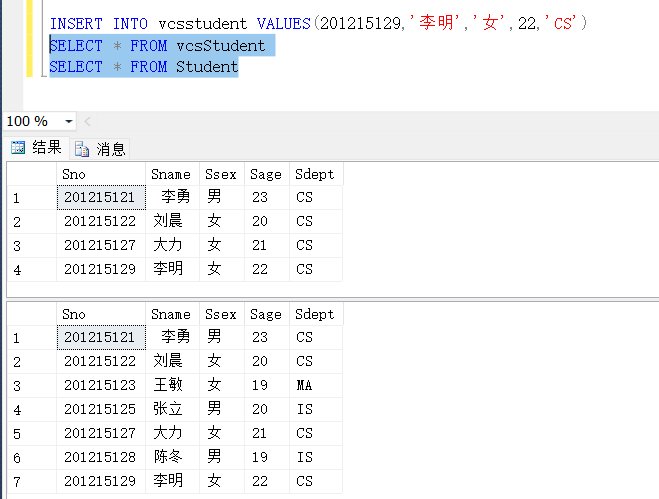 INSERT INTO vcsstudent VALUES(201215129,'李明','女',22,'CS')
SELECT * FROM vcsStudent
SELECT * FROM Student
100 %
结果 消息
Sno Sname Ssex Sage Sdept
1 201215121 李勇 男 23 CS
2 201215122 刘晨 女 20 CS
3 201215127 大力 女 21 CS
4 201215129 李明 女 22 CS
Sno Sname Ssex Sage Sdept
1 201215121 李勇 男 23 CS
2 201215122 刘晨 女 20 CS
3 201215123 王敏 女 19 MA
4 201215125 张立 男 20 IS
5 201215127 大力 女 21 CS
6 201215128 陈冬 男 19 IS
7 201215129 李明 女 22 CS